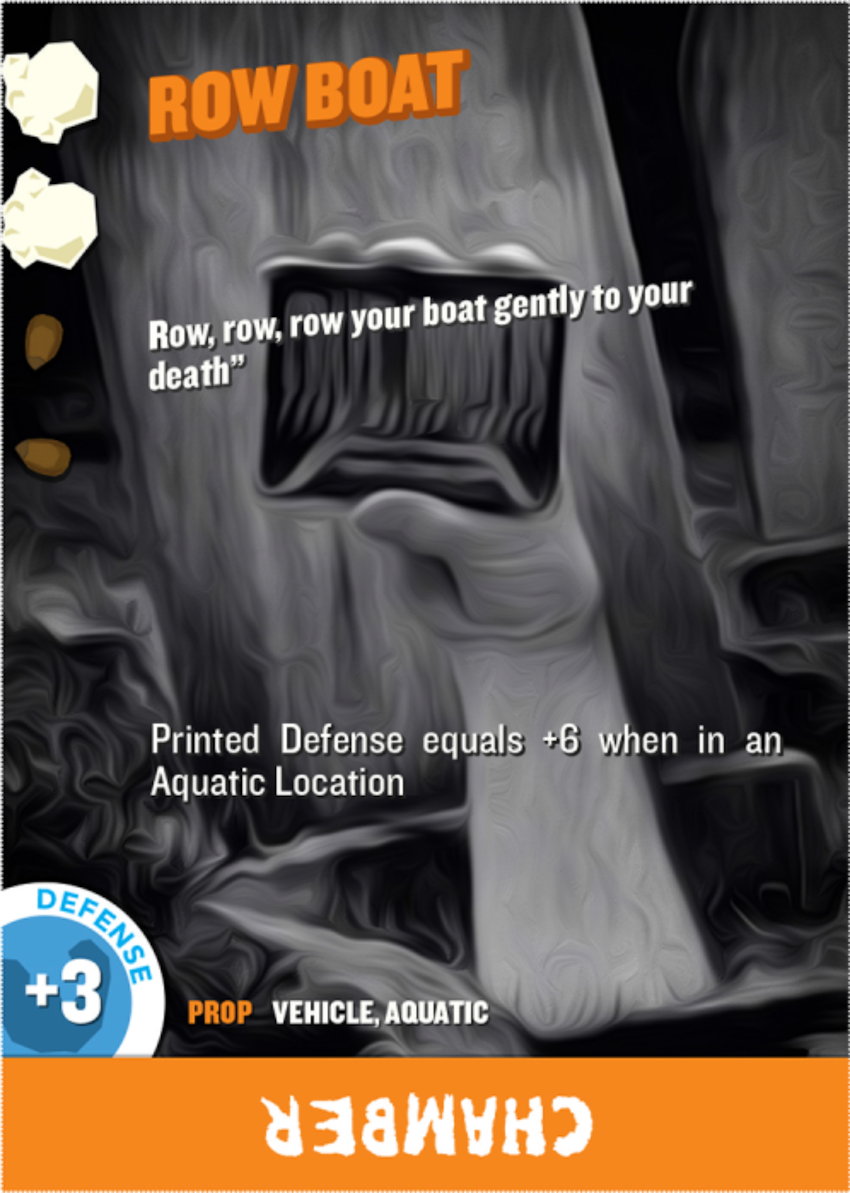 ROW BOAT
Row, row, row your boat gently to your
death”
Printed Defense equals +6 when in an
Aquatic Location
DEFENSE
+3
PROP VEHICLE, AQUATIC
CHAMBER